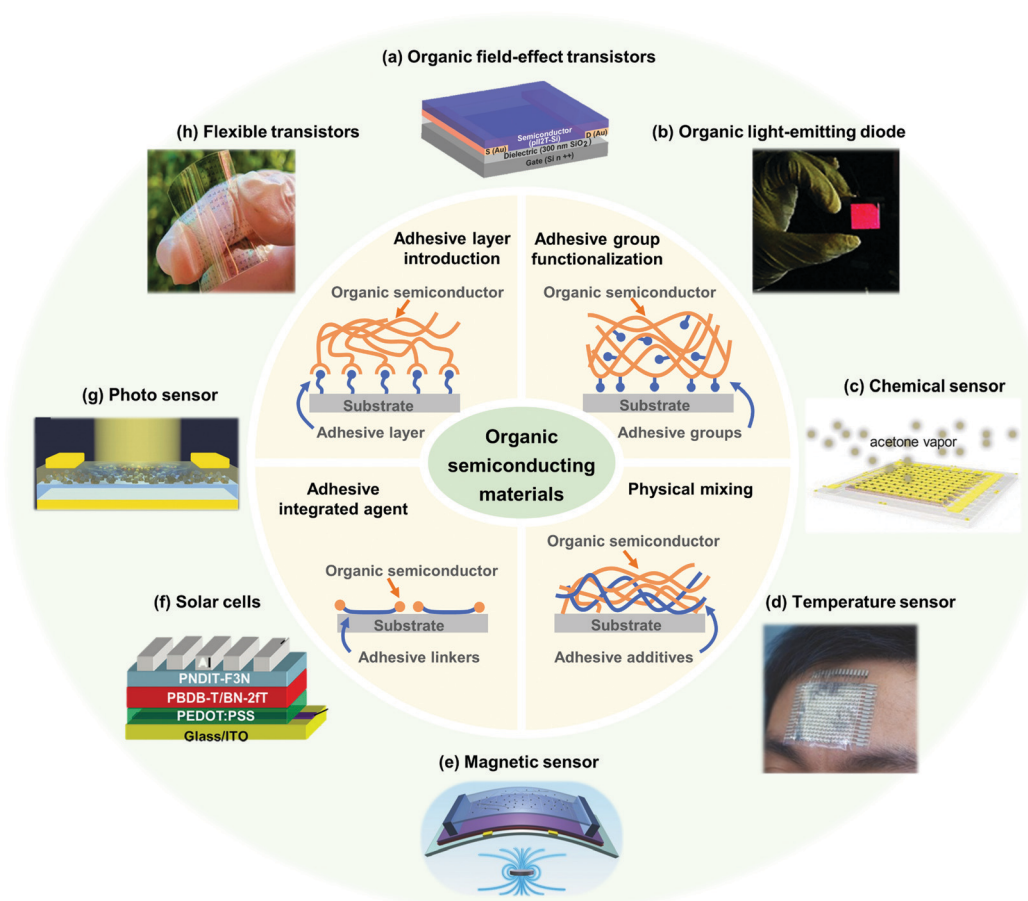 (a) Organic field-effect transistors
Semiconductor
(pII2T-Si)
S (Au)
D (Au)
Dielectric (300 nm SiO2)
Gate (Si n ++)
(h) Flexible transistors
(b) Organic light-emitting diode
Adhesive layer
introduction
Organic semiconductor
Substrate
Adhesive layer
Adhesive group
functionalization
Organic semiconductor
Substrate
Adhesive groups
(g) Photo sensor
(c) Chemical sensor
acetone vapor
Organic
semiconducting
materials
Adhesive
integrated agent
Organic semiconductor
Substrate
Adhesive linkers
Physical mixing
Organic semiconductor
Substrate
Adhesive additives
(f) Solar cells
Al
PNDIT-F3N
PBDB-T/BN-2fT
PEDOT:PSS
Glass/ITO
(d) Temperature sensor
(e) Magnetic sensor